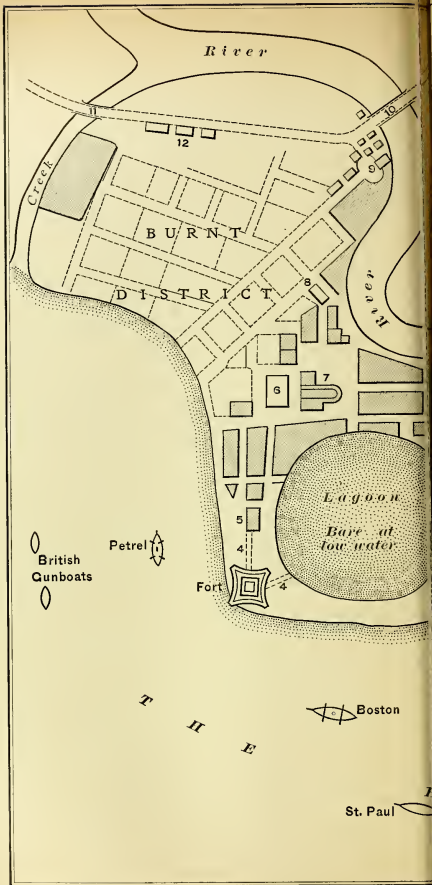 River
10
11
12
9
Creek
BURNT
DISTRICT
River
8
7
6
Lagoon
Bare at
low water
5
4
Petrel
British
Gunboats
Fort
4
THE
Boston
St. Paul